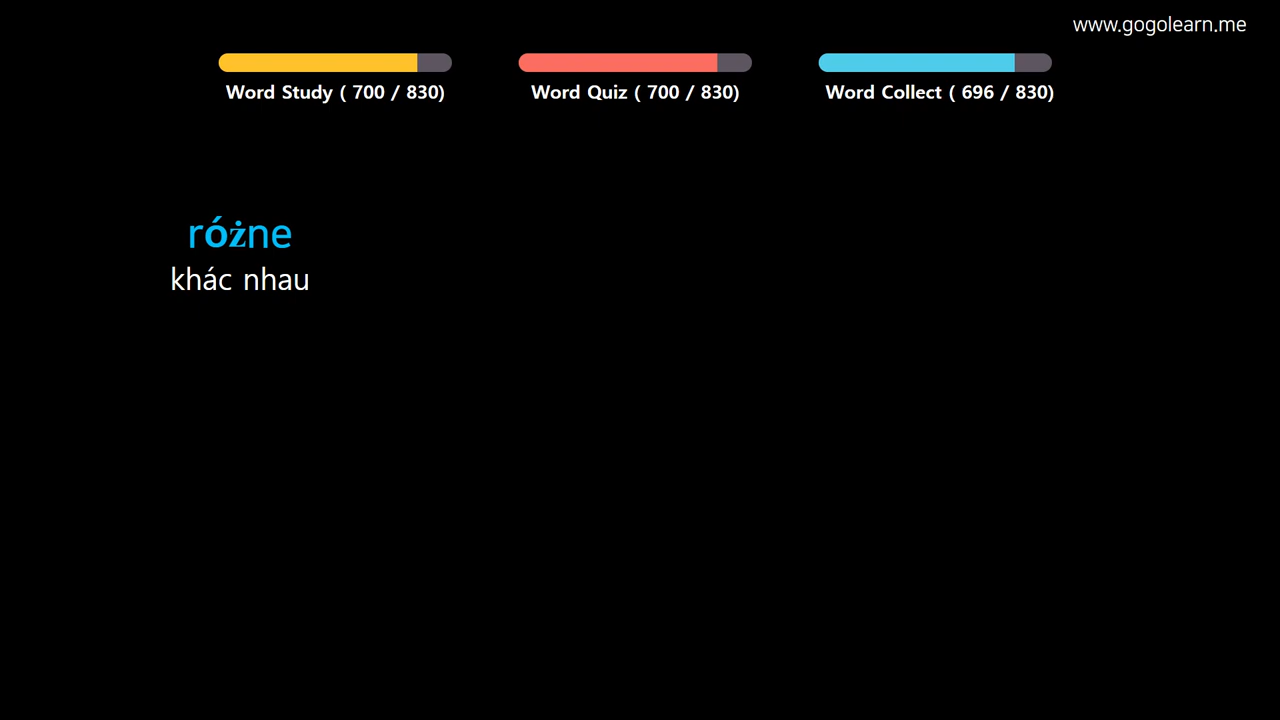 www.gogolearn.me
Word Study ( 700 / 830)
Word Quiz ( 700 / 830)
Word Collect ( 696 / 830)
różne
khác nhau